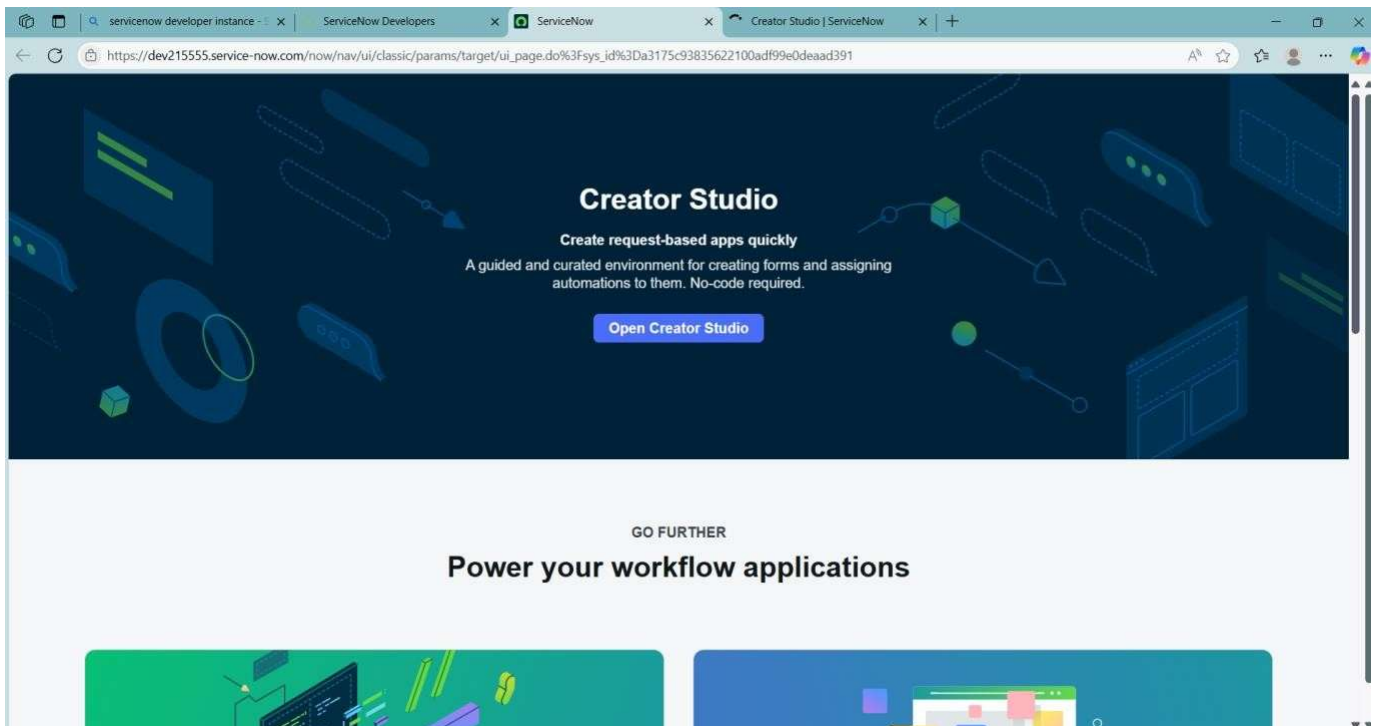 servicenow developer instance - S
ServiceNow Developers
ServiceNow
Creator Studio | ServiceNow
https://dev215555.service-now.com/now/nav/ui/classic/params/target/ui_page.do%3Fsys_id%3Da3175c93835622100adf99e0deaad391
Creator Studio
Create request-based apps quickly
A guided and curated environment for creating forms and assigning
automations to them. No-code required.
Open Creator Studio
GO FURTHER
Power your workflow applications